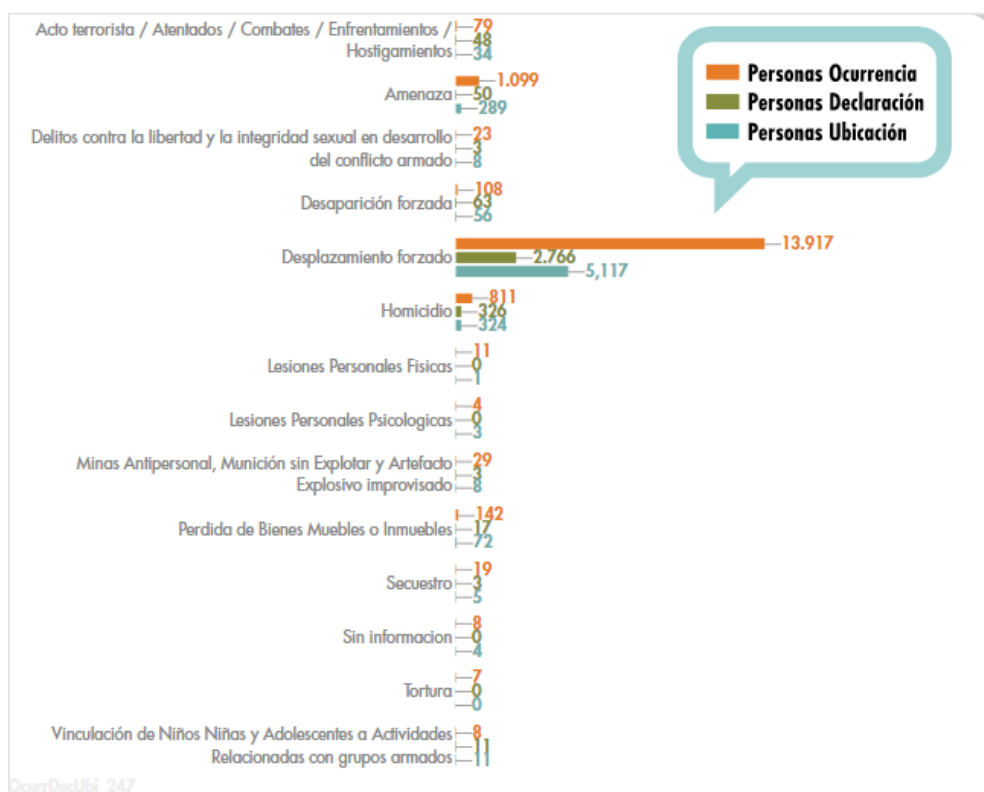 Acto terrorista / Atentados / Combates / Enfrentamientos /
Hostigamientos
79
48
34
Personas Ocurrencia
Personas Declaración
Personas Ubicación
Amenaza
1.099
50
289
Delitos contra la libertad y la integridad sexual en desarrollo
del conflicto armado
23
3
8
Desaparición forzada
108
63
56
Desplazamiento forzado
13.917
2.766
5,117
Homicidio
811
326
324
Lesiones Personales Fisicas
11
0
1
Lesiones Personales Psicologicas
4
0
3
Minas Antipersonal, Munición sin Explotar y Artefacto
Explosivo improvisado
29
3
8
Perdida de Bienes Muebles o Inmuebles
142
17
72
Secuestro
19
3
5
Sin informacion
8
0
4
Tortura
7
0
0
Vinculación de Niños Niñas y Adolescentes a Actividades
Relacionadas con grupos armados
8
11
11
OcurrDecUbi_247